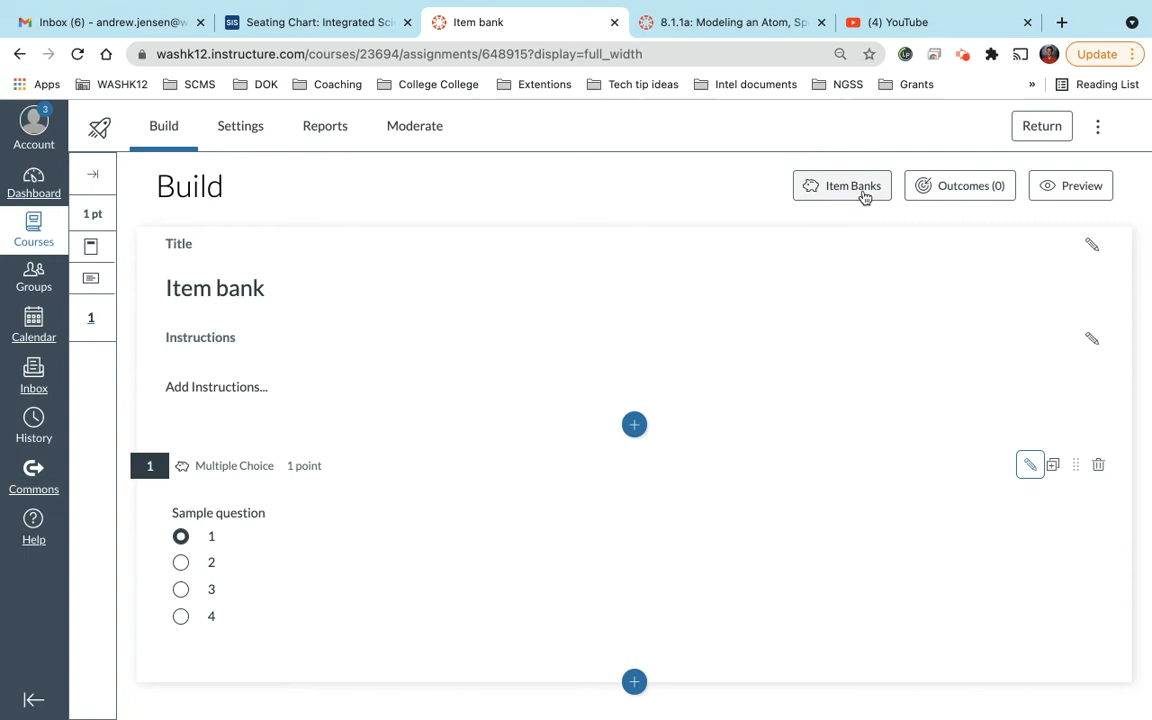 Inbox (6) - andrew.jensen@w
SIS Seating Chart: Integrated Sci
Item bank
8.1.1a: Modeling an Atom, Sp
(4) YouTube
washk12.instructure.com/courses/23694/assignments/648915?display=full_width
Update
Apps
WASHK12
SCMS
DOK
Coaching
College College
Extentions
Tech tip ideas
Intel documents
NGSS
Grants
»
Reading List
3
Account
Dashboard
Courses
Groups
Calendar
Inbox
History
Commons
Help
1 pt
1
Build
Settings
Reports
Moderate
Return
Build
Item Banks
Outcomes (0)
Preview
Title
Item bank
Instructions
Add Instructions...
1 Multiple Choice 1 point
Sample question
1
2
3
4